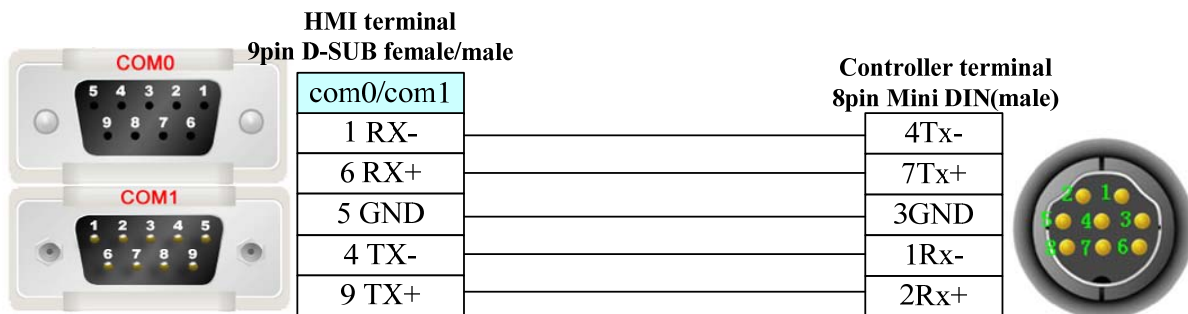 HMI terminal
9pin D-SUB female/male
COM0
5 4 3 2 1
9 8 7 6
COM1
1 2 3 4 5
6 7 8 9
com0/com1
1 RX-
6 RX+
5 GND
4 TX-
9 TX+
Controller terminal
8pin Mini DIN(male)
4Tx-
7Tx+
3GND
1Rx-
2Rx+
2 1
5 4 3
8 7 6